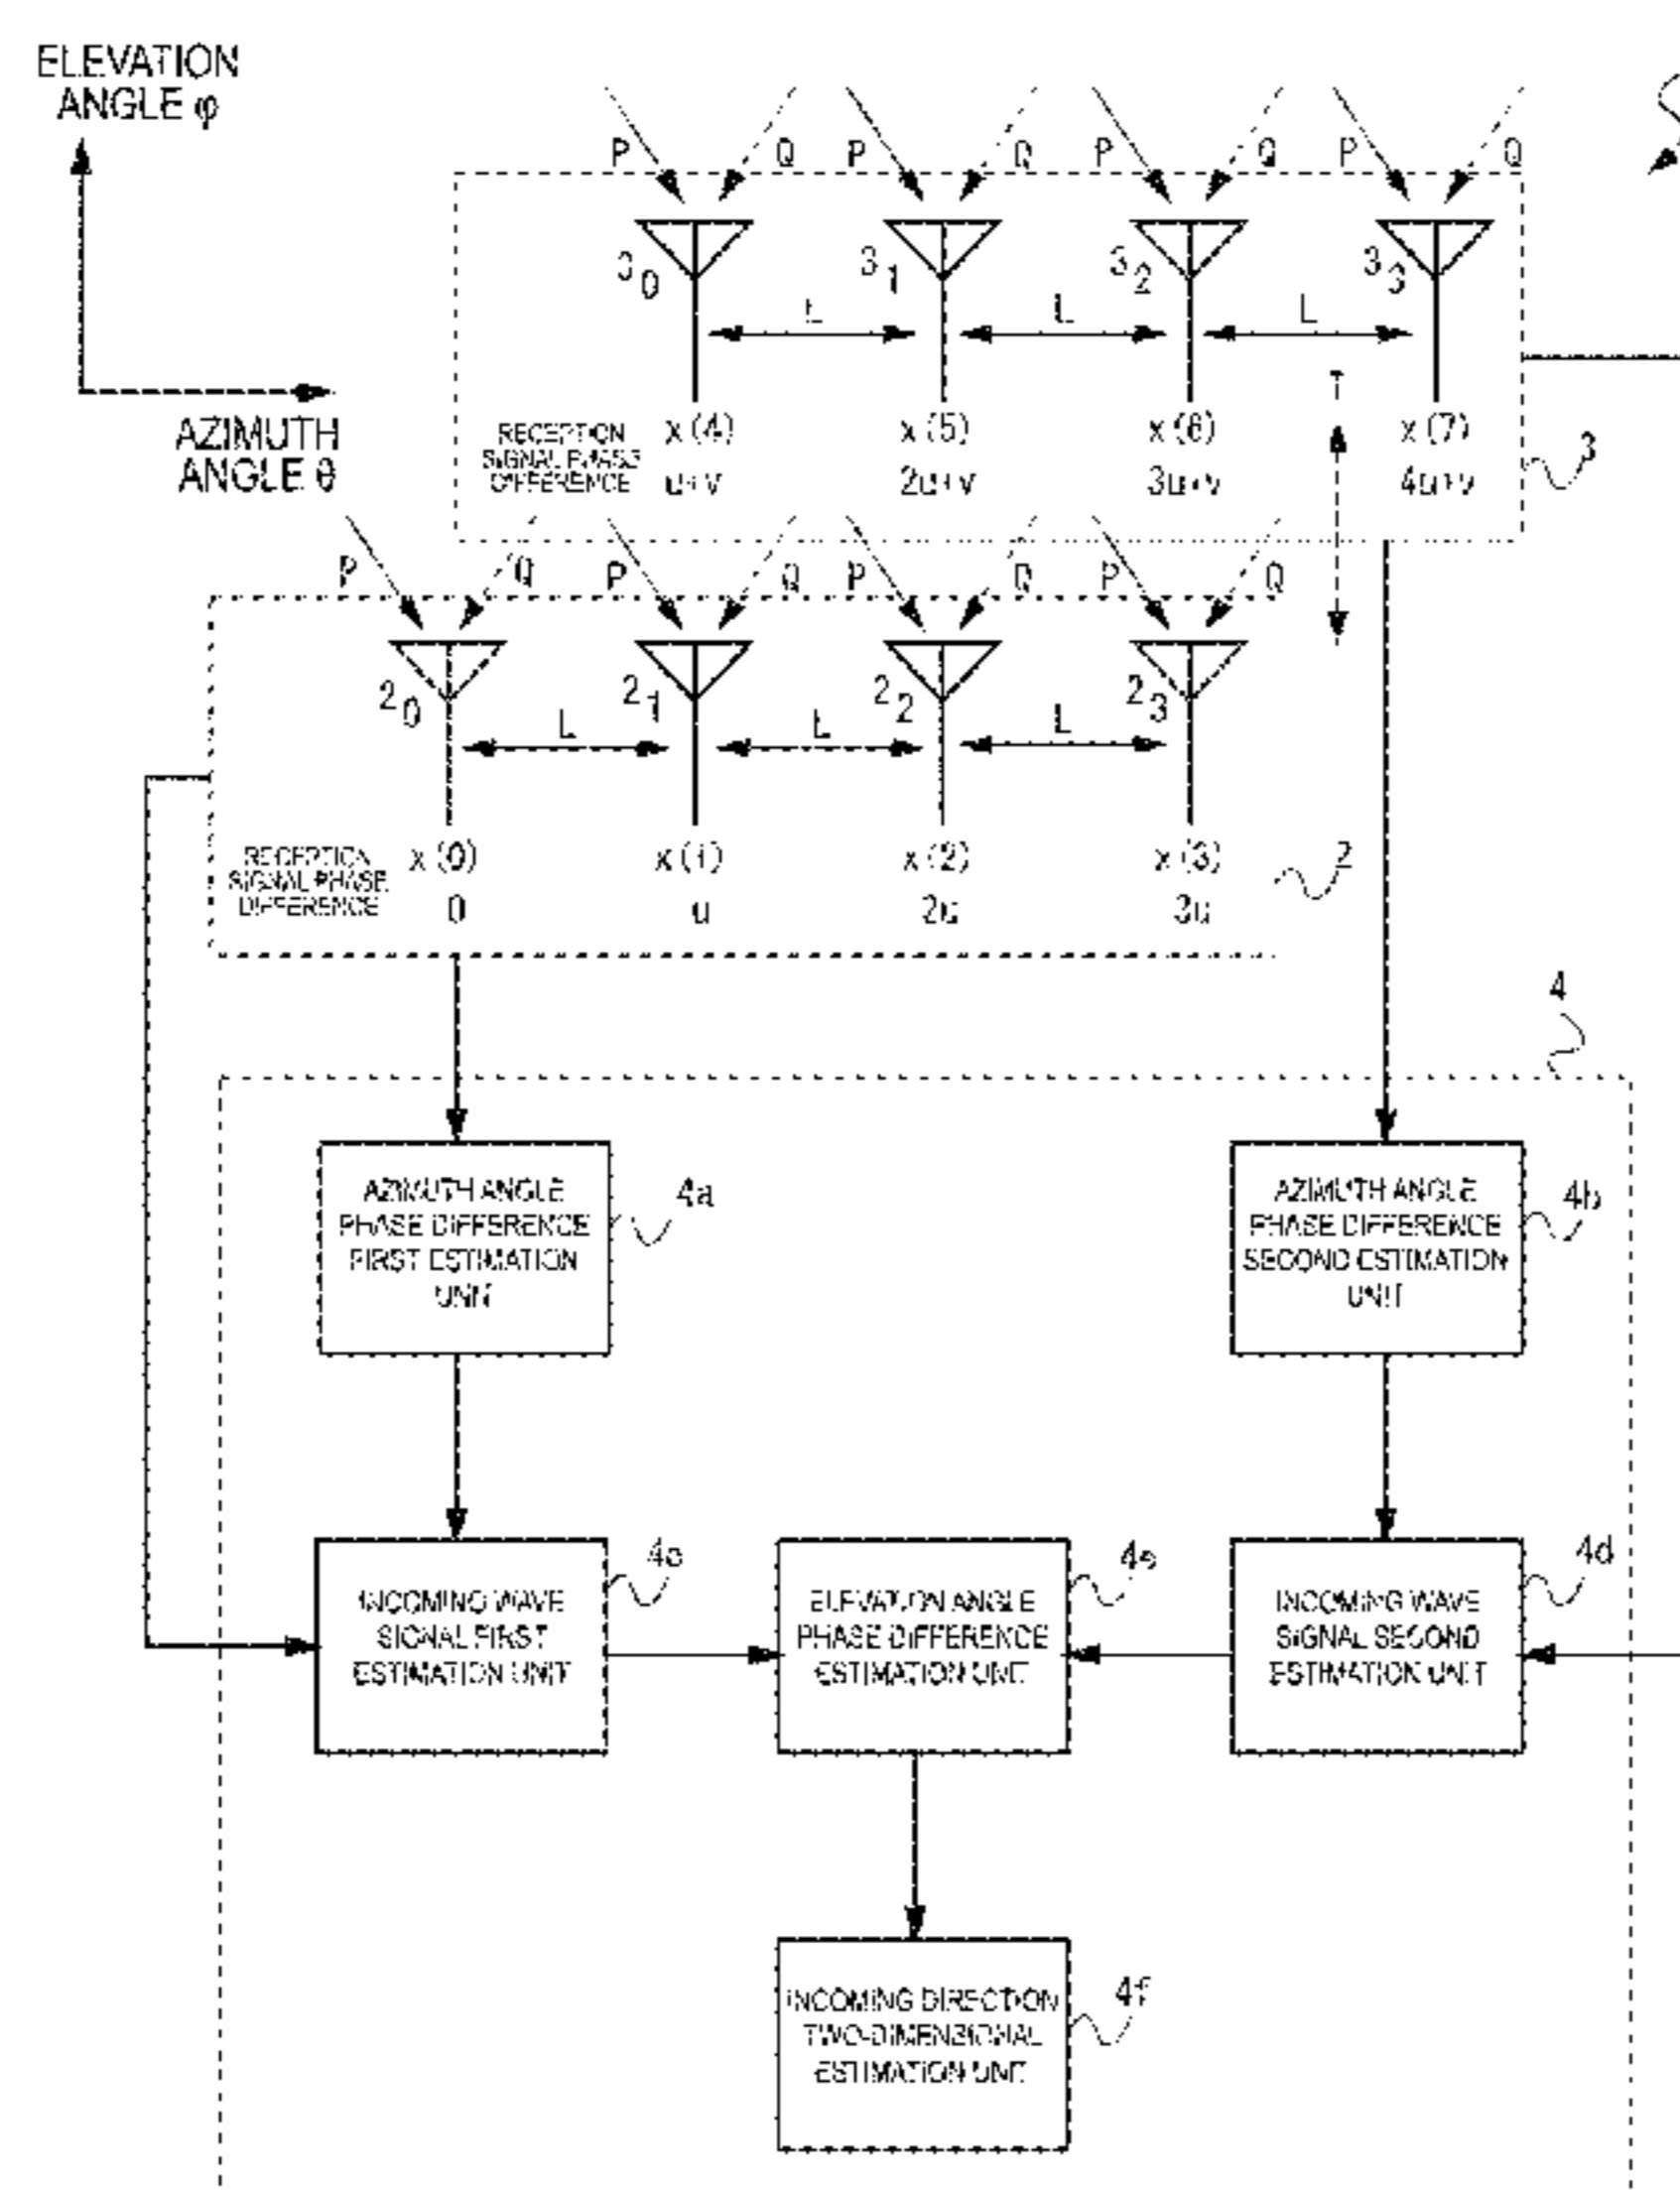 ELEVATION
ANGLE φ
P Q P Q P Q P Q
3 0 3 1 3 2 3 3
L L L
AZIMUTH
ANGLE θ
RECEPTION
SIGNAL PHASE
DIFFERENCE
x (4) x (5) x (6) x (7)
u+v 2u+v 3u+v 4u+v
3
P Q P Q P Q P Q
2 0 2 1 2 2 2 3
L L L
RECEPTION
SIGNAL PHASE
DIFFERENCE
x (0) x (1) x (2) x (3)
0 u 2u 3u
2
4
AZIMUTH ANGLE
PHASE DIFFERENCE
FIRST ESTIMATION
UNIT
4a
AZIMUTH ANGLE
PHASE DIFFERENCE
SECOND ESTIMATION
UNIT
4b
INCOMING WAVE
SIGNAL FIRST
ESTIMATION UNIT
4c
ELEVATION ANGLE
PHASE DIFFERENCE
ESTIMATION UNIT
4e
INCOMING WAVE
SIGNAL SECOND
ESTIMATION UNIT
4d
INCOMING DIRECTION
TWO-DIMENSIONAL
ESTIMATION UNIT
4f